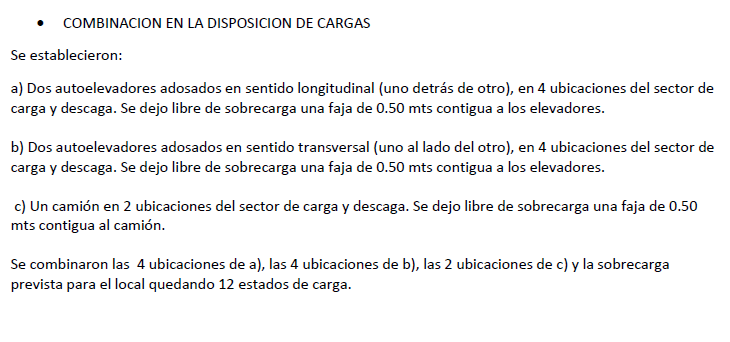 • COMBINACION EN LA DISPOSICION DE CARGAS
Se establecieron:
a) Dos autoelevadores adosados en sentido longitudinal (uno detrás de otro), en 4 ubicaciones del sector de
carga y descaga. Se dejo libre de sobrecarga una faja de 0.50 mts contigua a los elevadores.
b) Dos autoelevadores adosados en sentido transversal (uno al lado del otro), en 4 ubicaciones del sector de
carga y descaga. Se dejo libre de sobrecarga una faja de 0.50 mts contigua a los elevadores.
c) Un camión en 2 ubicaciones del sector de carga y descaga. Se dejo libre de sobrecarga una faja de 0.50
mts contigua al camión.
Se combinaron las  4 ubicaciones de a), las 4 ubicaciones de b), las 2 ubicaciones de c) y la sobrecarga
prevista para el local quedando 12 estados de carga.